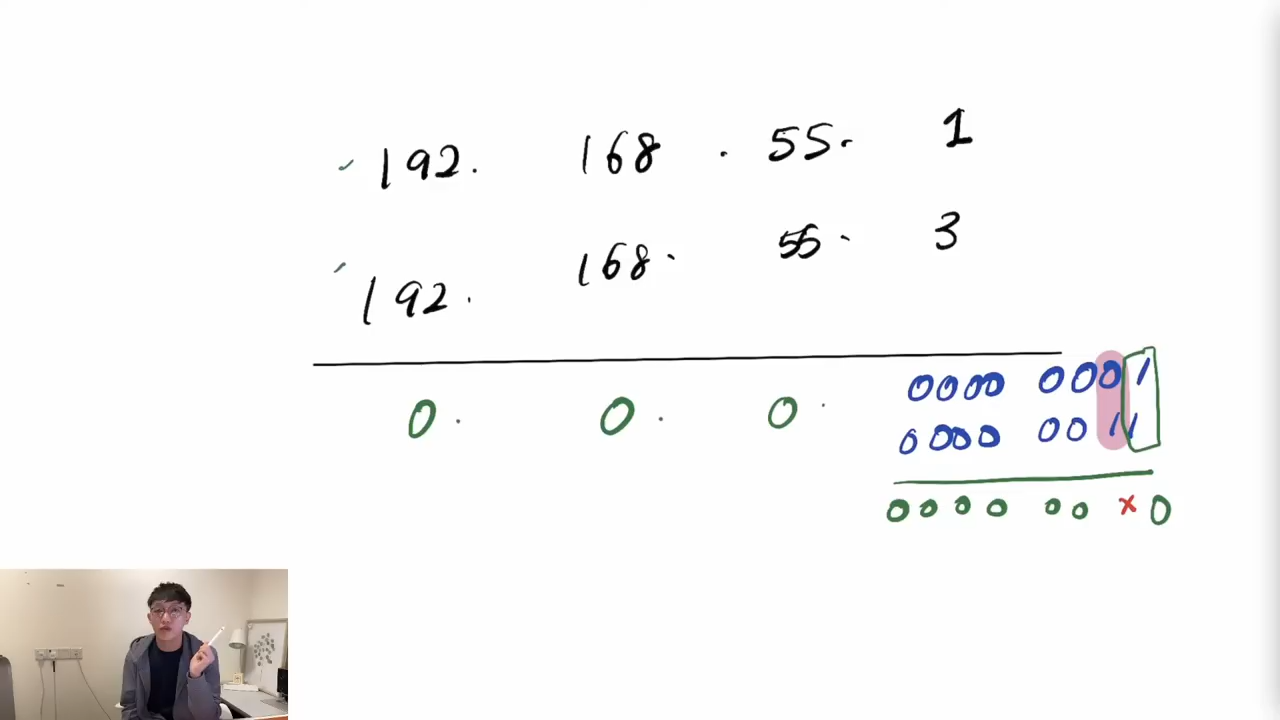 192. 168 . 55. 1
192. 168. 55. 3
0000 0001
0. 0. 0.
0000 0011
0000 00 x 0